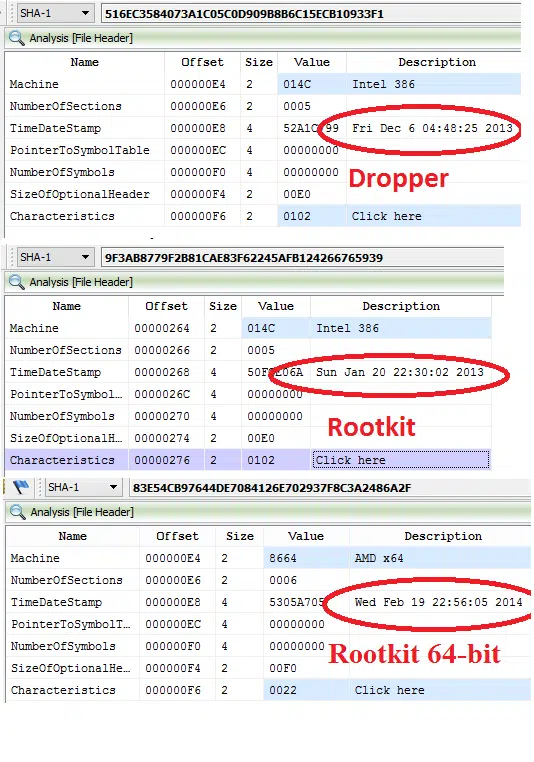 SHA-1 516EC3584073A1C05C0D909B8B6C15ECB10933F1
Analysis [File Header]
Name Offset Size Value Description
Machine 000000E4 2 014C Intel 386
NumberOfSections 000000E6 2 0005
TimeDateStamp 000000E8 4 Fri Dec 6 04:48:25 2013
PointerToSymbolTable 000000EC 4 00000000
NumberOfSymbols 000000F0 4 00000000
SizeOfOptionalHeader 000000F4 2 00E0
Characteristics 000000F6 2 0102 Click here
Dropper
SHA-1 9F3AB8779F2B81CAE83F62245AFB124266765939
Analysis [File Header]
Name Offset Size Value Description
Machine 00000264 2 014C Intel 386
NumberOfSections 00000266 2 0005
TimeDateStamp 00000268 4 Sun Jan 20 22:30:02 2013
PointerToSymbo... 0000026C 4 00000000
NumberOfSymbols 00000270 4 00000000
SizeOfOptionalH... 00000274 2 00E0
Characteristics 00000276 2 0102 Click here
Rootkit
SHA-1 83E54CB97644DE7084126E702937F8C3A2486A2F
Analysis [File Header]
Name Offset Size Value Description
Machine 000000E4 2 8664 AMD x64
NumberOfSections 000000E6 2 0006
TimeDateStamp 000000E8 4 5305A705 Wed Feb 19 22:56:05 2014
PointerToSymbolT... 000000EC 4 00000000
NumberOfSymbols 000000F0 4 00000000
SizeOfOptionalHe... 000000F4 2 00F0
Characteristics 000000F6 2 0022 Click here
Rootkit 64-bit